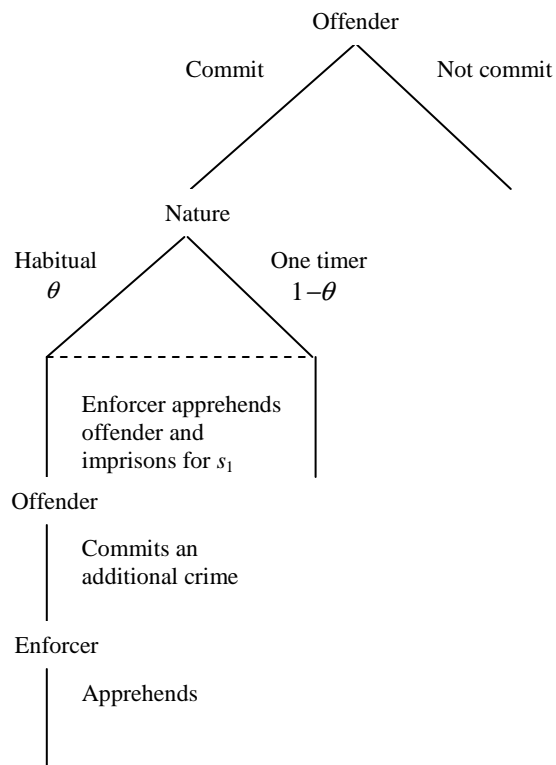 Offender
Commit
Not commit
Nature
Habitual
θ
One timer
1−θ
Enforcer apprehends
offender and
imprisons for s₁
Offender
Commits an
additional crime
Enforcer
Apprehends